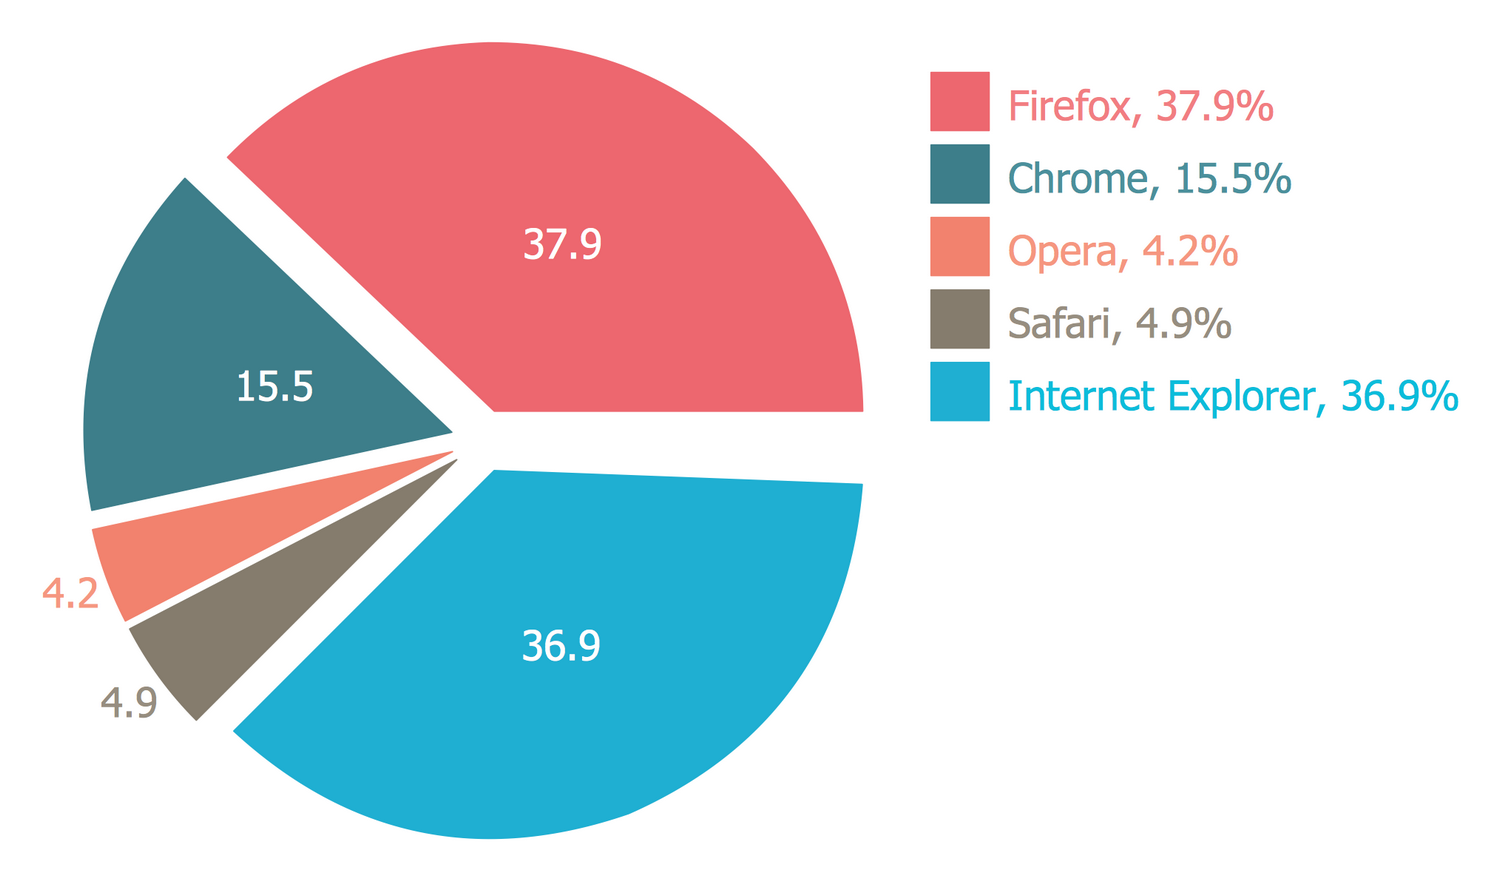 37.9
15.5
4.2
4.9
36.9
Firefox, 37.9%
Chrome, 15.5%
Opera, 4.2%
Safari, 4.9%
Internet Explorer, 36.9%